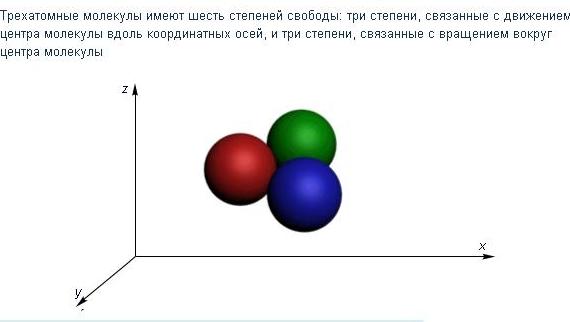 Трехатомные молекулы имеют шесть степеней свободы: три степени, связанные с движением
центра молекулы вдоль координатных осей, и три степени, связанные с вращением вокруг
центра молекулы
z
x
y